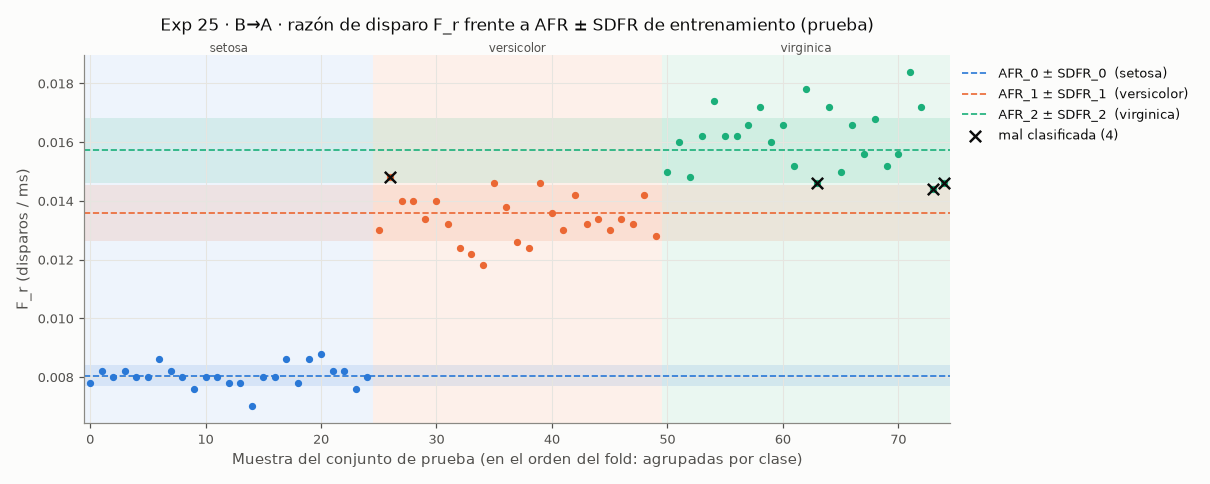 Exp 25 · B→A · razón de disparo F_r frente a AFR ± SDFR de entrenamiento (prueba)
setosa
versicolor
virginica
0.018
0.016
0.014
0.012
0.010
0.008
F_r (disparos / ms)
0
10
20
30
40
50
60
70
Muestra del conjunto de prueba (en el orden del fold: agrupadas por clase)
AFR_0 ± SDFR_0 (setosa)
AFR_1 ± SDFR_1 (versicolor)
AFR_2 ± SDFR_2 (virginica)
mal clasificada (4)